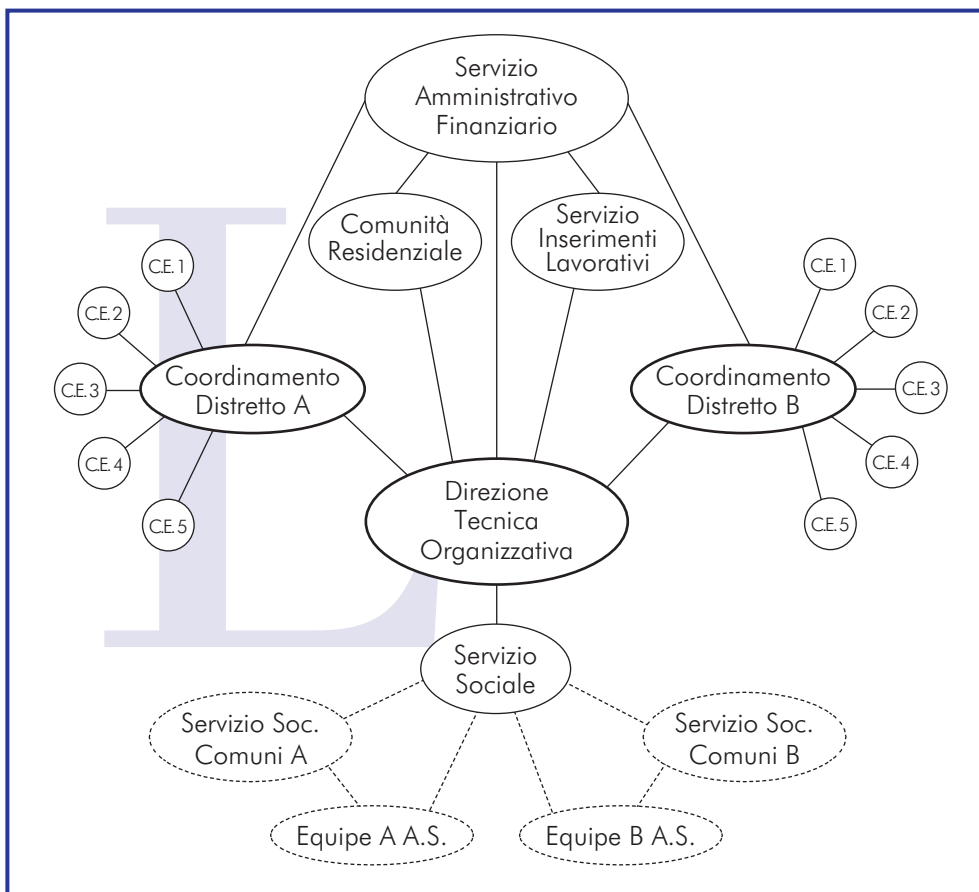 Servizio
Amministrativo
Finanziario
Comunità
Residenziale
Servizio
Inserimenti
Lavorativi
C.E. 1
C.E. 2
C.E. 3
C.E. 4
C.E. 5
Coordinamento
Distretto A
C.E. 1
C.E. 2
C.E. 3
C.E. 4
C.E. 5
Coordinamento
Distretto B
Direzione
Tecnica
Organizzativa
L
Servizio
Sociale
Servizio Soc.
Comuni A
Servizio Soc.
Comuni B
Equipe A A.S.
Equipe B A.S.